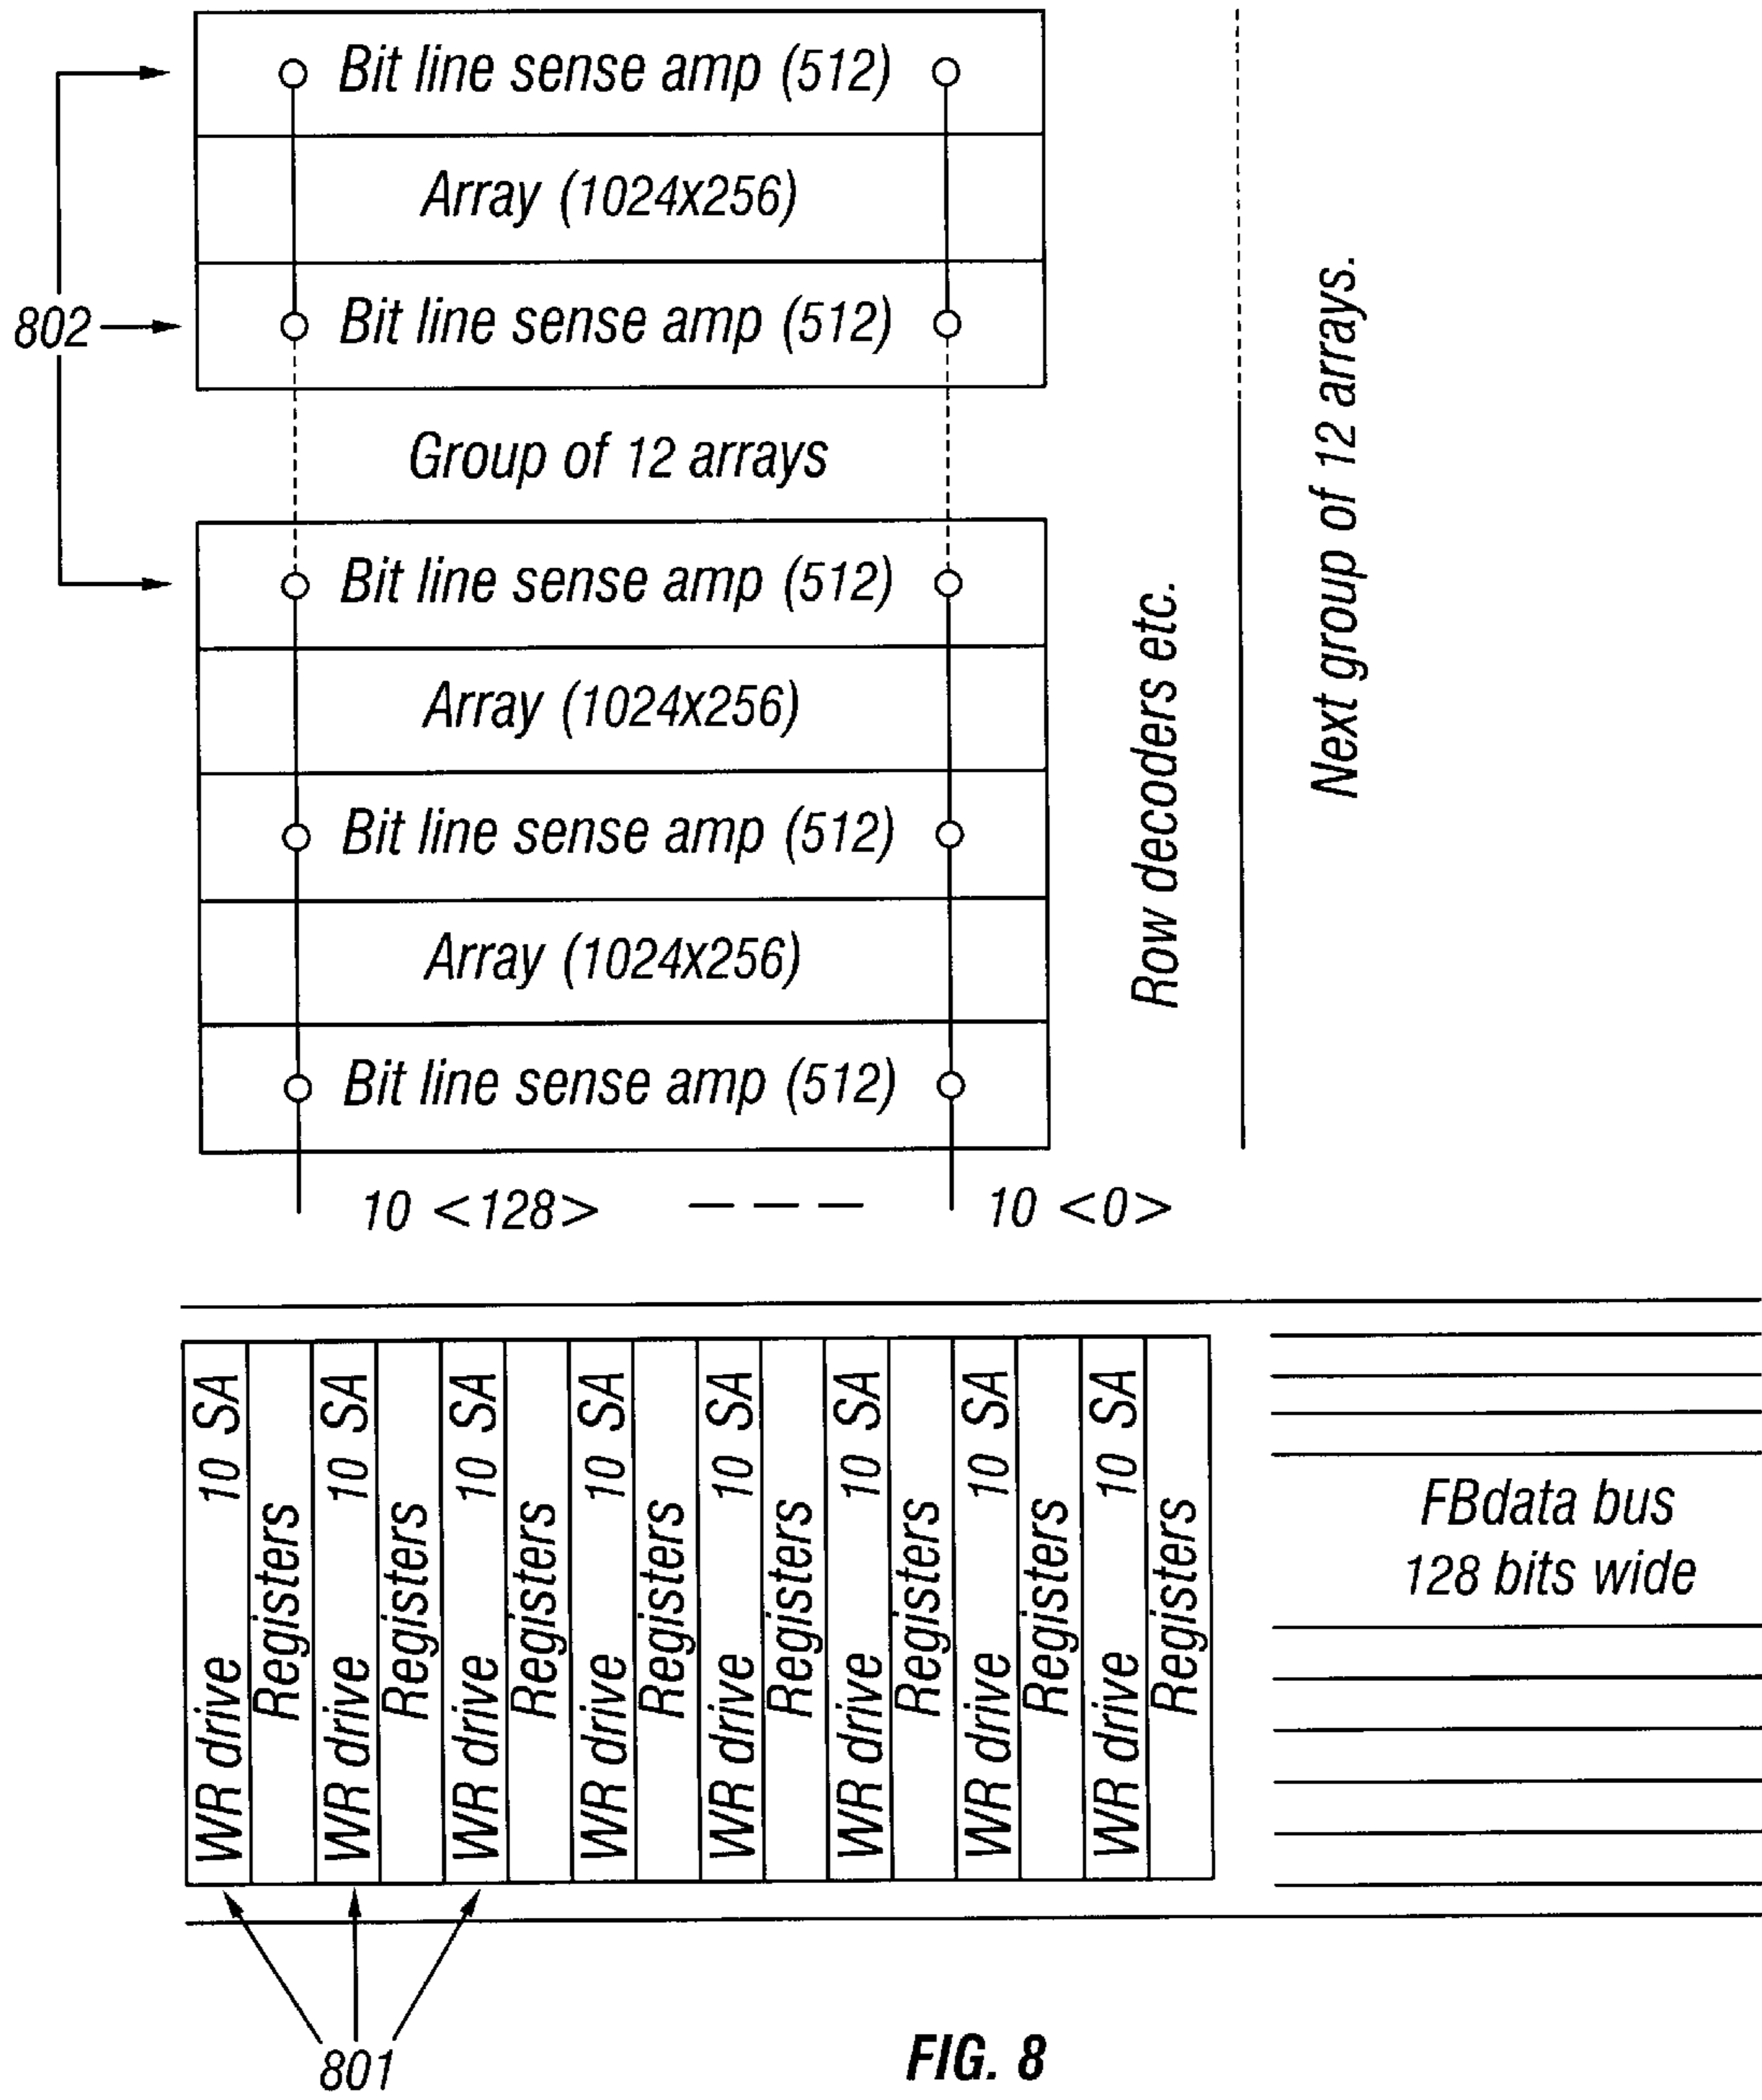 Bit line sense amp (512)
Array (1024x256)
802
Bit line sense amp (512)
Group of 12 arrays
Bit line sense amp (512)
Array (1024x256)
Bit line sense amp (512)
Array (1024x256)
Bit line sense amp (512)
Row decoders etc.
Next group of 12 arrays.
10 <128> — — — 10 <0>
WR drive 10 SA
Registers
WR drive 10 SA
Registers
WR drive 10 SA
Registers
WR drive 10 SA
Registers
WR drive 10 SA
Registers
WR drive 10 SA
Registers
WR drive 10 SA
Registers
WR drive 10 SA
Registers
FBdata bus
128 bits wide
801
FIG. 8